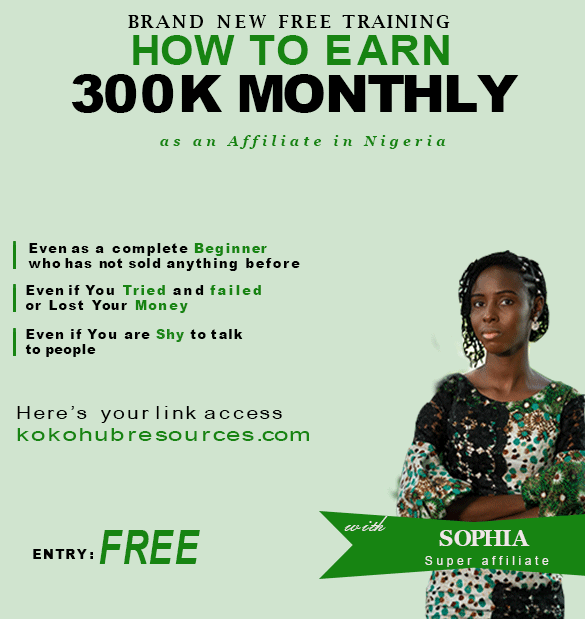 BRAND NEW FREE TRAINING
HOW TO EARN
300K MONTHLY
as an Affiliate in Nigeria
Even as a complete Beginner
who has not sold anything before
Even if You Tried and failed
or Lost Your Money
Even if You are Shy to talk
to people
Here's your link access
kokohubresources.com
ENTRY: FREE
with
SOPHIA
Super affiliate